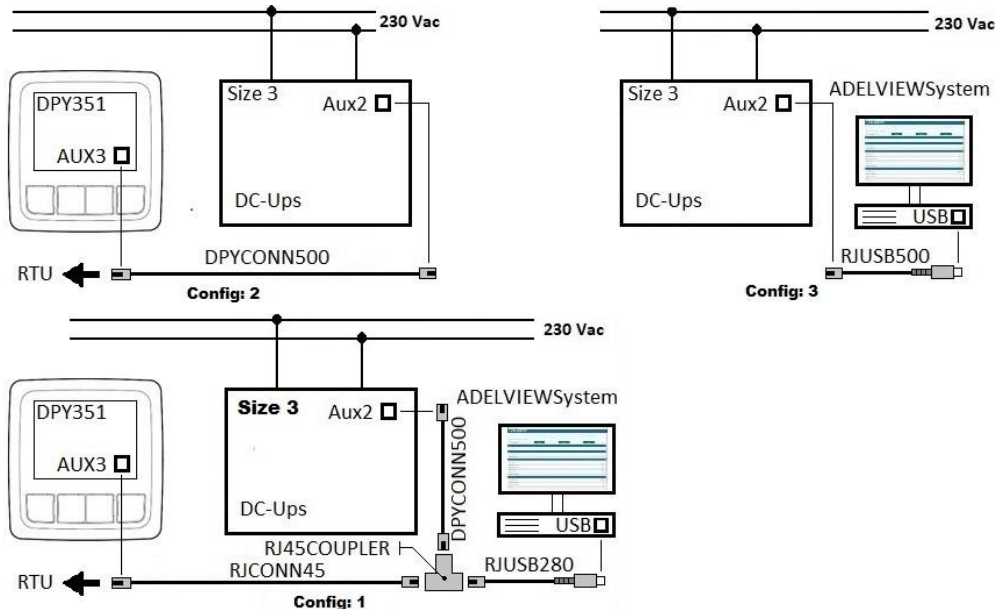 230 Vac
DPY351
AUX3
Size 3
Aux2
DC-Ups
DPYCONN500
RTU
Config: 2
230 Vac
Size 3
Aux2
DC-Ups
ADELVIEWSystem
USB
RJUSB500
Config: 3
230 Vac
DPY351
AUX3
Size 3
Aux2
DC-Ups
DPYCONN500
ADELVIEWSystem
USB
RJ45COUPLER
RJCONN45
RJUSB280
RTU
Config: 1